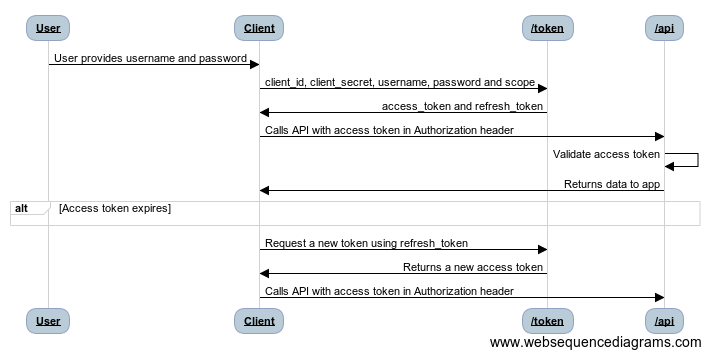 User Client /token /api
User provides username and password
client_id, client_secret, username, password and scope
access_token and refresh_token
Calls API with access token in Authorization header
Validate access token
Returns data to app
alt [Access token expires]
Request a new token using refresh_token
Returns a new access token
Calls API with access token in Authorization header
User Client /token /api
www.websequencediagrams.com